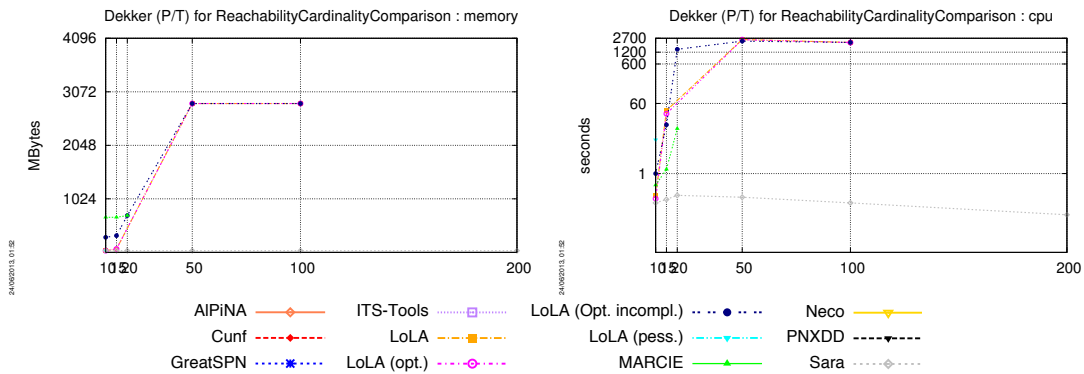 Dekker (P/T) for ReachabilityCardinalityComparison : memory
4096
3072
2048
1024
MBytes
10 15 20 50 100 200
24/06/2013, 01:52
Dekker (P/T) for ReachabilityCardinalityComparison : cpu
2700
1200
600
60
1
seconds
10 15 20 50 100 200
24/06/2013, 01:52
AlPiNA ITS-Tools LoLA (Opt. incompl.) Neco
Cunf LoLA LoLA (pess.) PNXDD
GreatSPN LoLA (opt.) MARCIE Sara